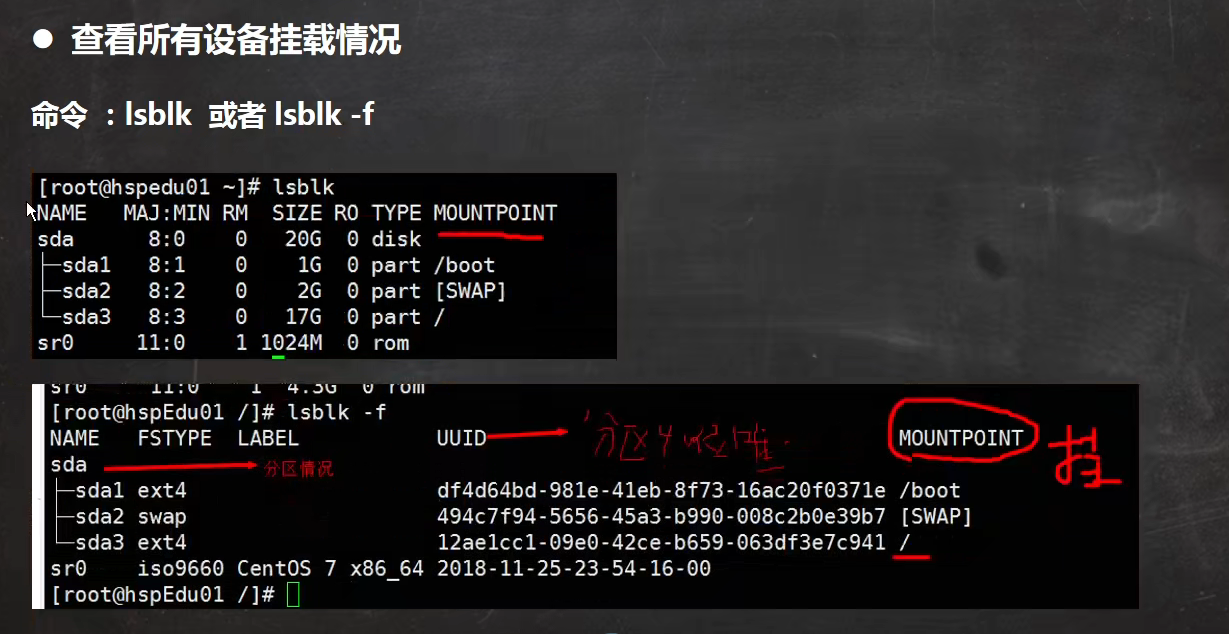 ● 查看所有设备挂载情况
命令 ：lsblk 或者 lsblk -f
[root@hspedu01 ~]# lsblk
NAME   MAJ:MIN RM  SIZE RO TYPE MOUNTPOINT
sda      8:0    0   20G  0 disk
├─sda1   8:1    0    1G  0 part /boot
├─sda2   8:2    0    2G  0 part [SWAP]
└─sda3   8:3    0   17G  0 part /
sr0     11:0    1 1024M  0 rom
sr0     11:0    1  4.3G  0 rom
[root@hspEdu01 /]# lsblk -f
NAME   FSTYPE  LABEL           UUID 分区 MOUNTPOINT 挂
sda 分区情况
├─sda1 ext4                    df4d64bd-981e-41eb-8f73-16ac20f0371e /boot
├─sda2 swap                    494c7f94-5656-45a3-b990-008c2b0e39b7 [SWAP]
└─sda3 ext4                    12ae1cc1-09e0-42ce-b659-063df3e7c941 /
sr0    iso9660 CentOS 7 x86_64 2018-11-25-23-54-16-00
[root@hspEdu01 /]#